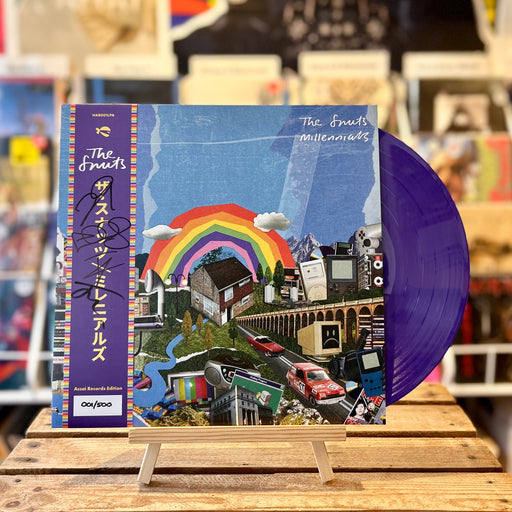 HAB001LPA
The Snuts
ザ・スナッツ／ミレニアルズ
Assai Records Edition
001/500
The Snuts
Millennials